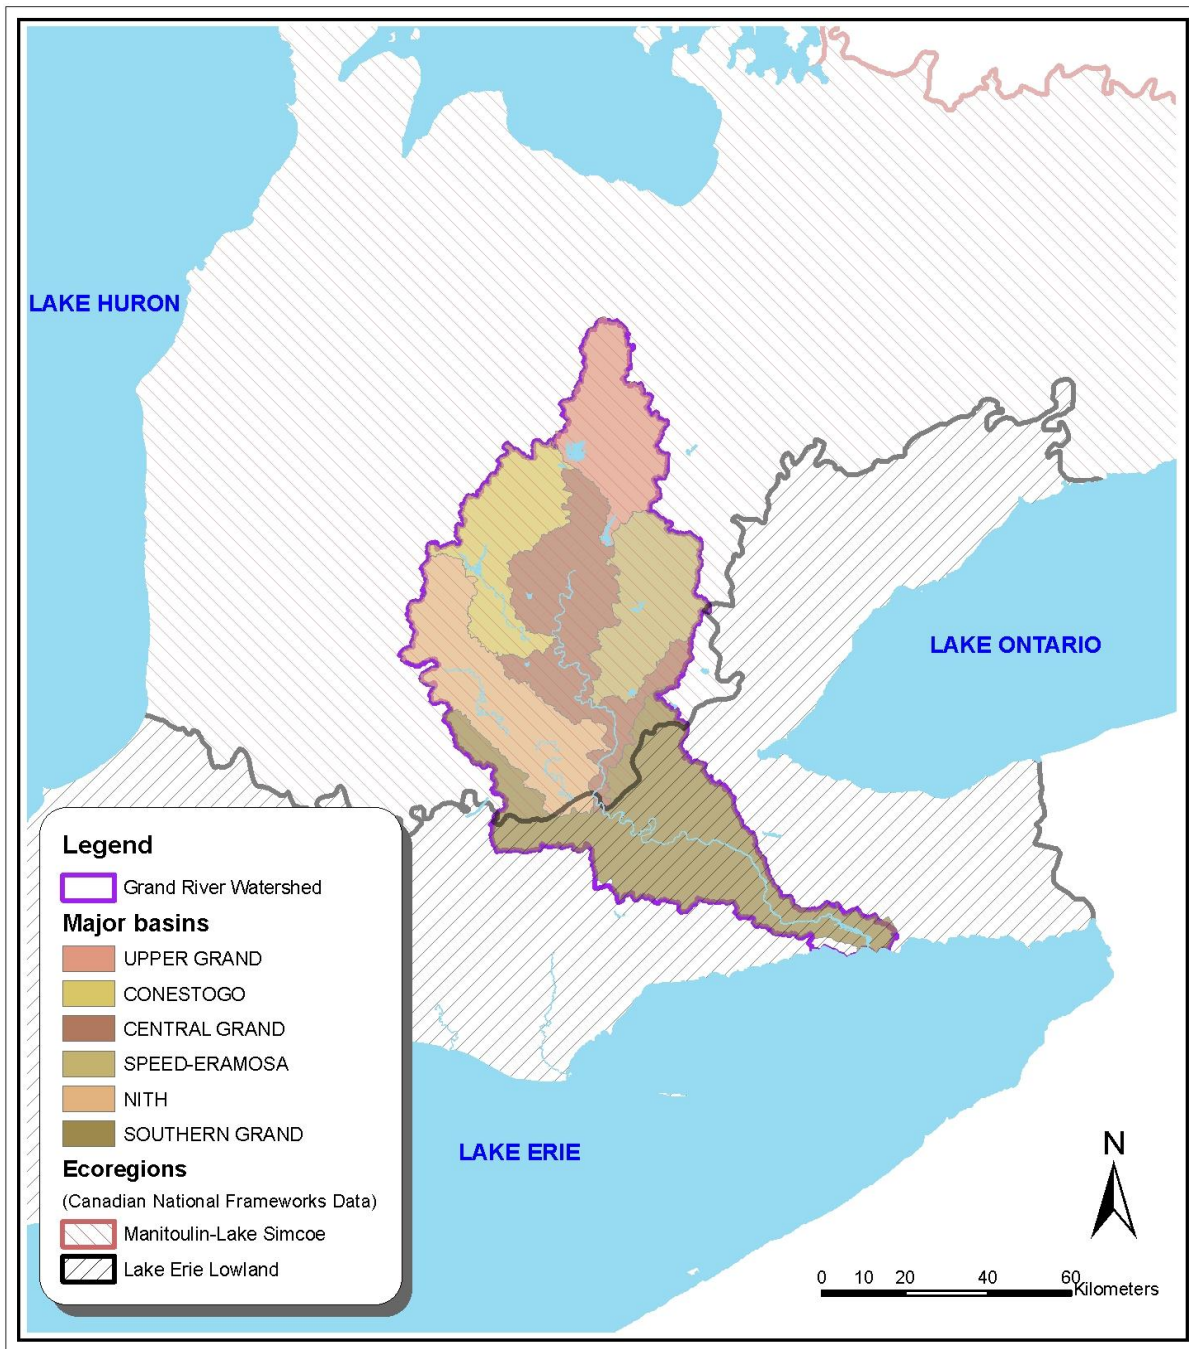 LAKE HURON
LAKE ONTARIO
LAKE ERIE
Legend
Grand River Watershed
Major basins
UPPER GRAND
CONESTOGO
CENTRAL GRAND
SPEED-ERAMOSA
NITH
SOUTHERN GRAND
Ecoregions
(Canadian National Frameworks Data)
Manitoulin-Lake Simcoe
Lake Erie Lowland
N
0 10 20 40 60
Kilometers